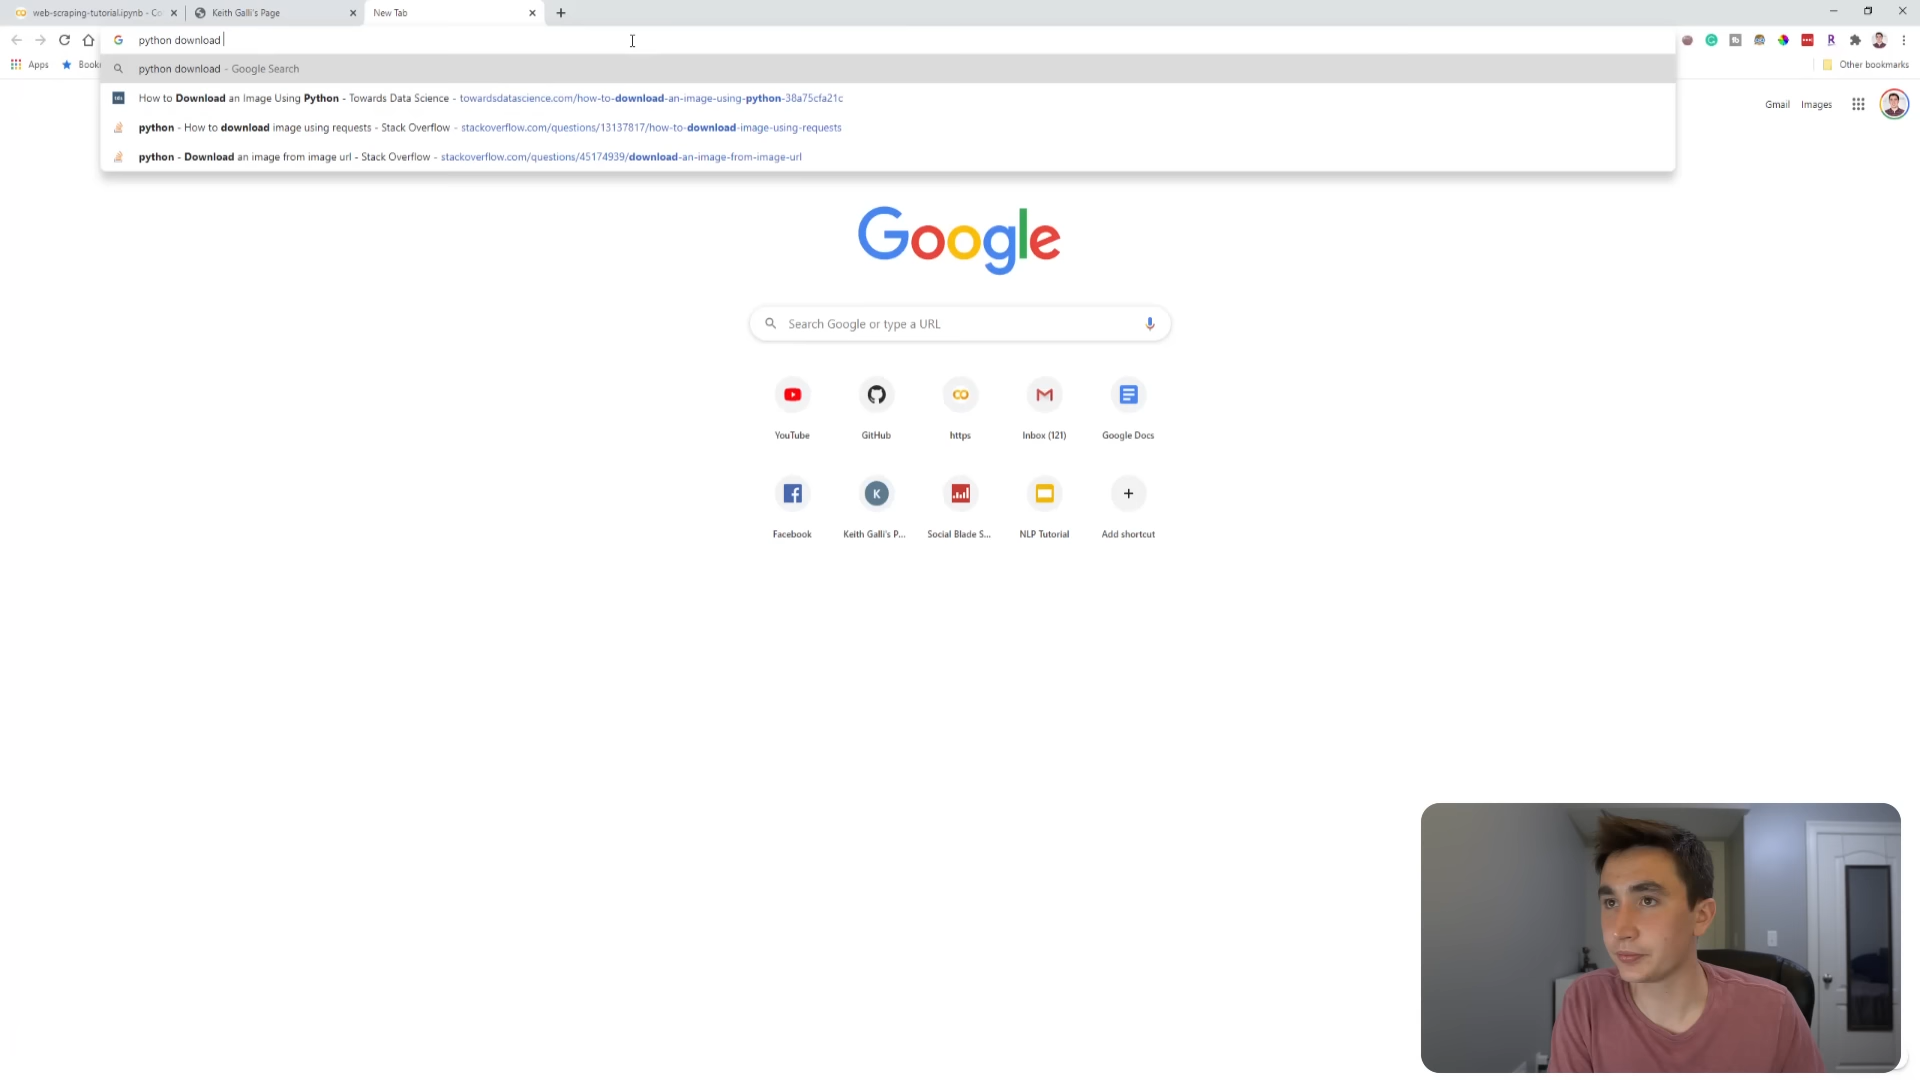 web-scraping-tutorial.ipynb - Co
Keith Galli's Page
New Tab
python download
python download - Google Search
How to Download an Image Using Python - Towards Data Science - towardsdatascience.com/how-to-download-an-image-using-python-38a75cfa21c
python - How to download image using requests - Stack Overflow - stackoverflow.com/questions/13137817/how-to-download-image-using-requests
python - Download an image from image url - Stack Overflow - stackoverflow.com/questions/45174939/download-an-image-from-image-url
Apps
Book
Other bookmarks
Gmail Images
Google
Search Google or type a URL
YouTube GitHub https Inbox (121) Google Docs
K
Facebook Keith Galli's P... Social Blade S... NLP Tutorial Add shortcut